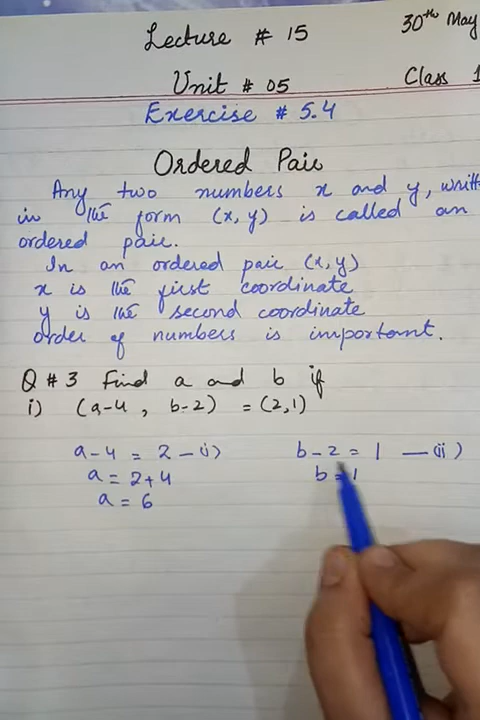 Lecture # 15
30th May
Unit # 05
Class 1
Exercise # 5.4
Ordered Pair
Any two numbers x and y, writt
in the form (x, y) is called an
ordered pair.
In an ordered pair (x, y)
x is the first coordinate
y is the second coordinate
order of numbers is important.
Q # 3 Find a and b if
i) (a-4, b-2) = (2,1)
a-4 = 2 —(i)
b-2 = 1 —(ii)
a = 2+4
b = 1
a = 6